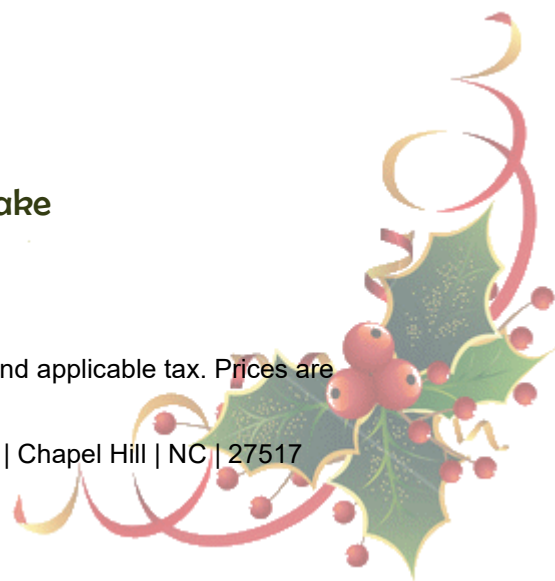 ake
nd applicable tax. Prices are
| Chapel Hill | NC | 27517